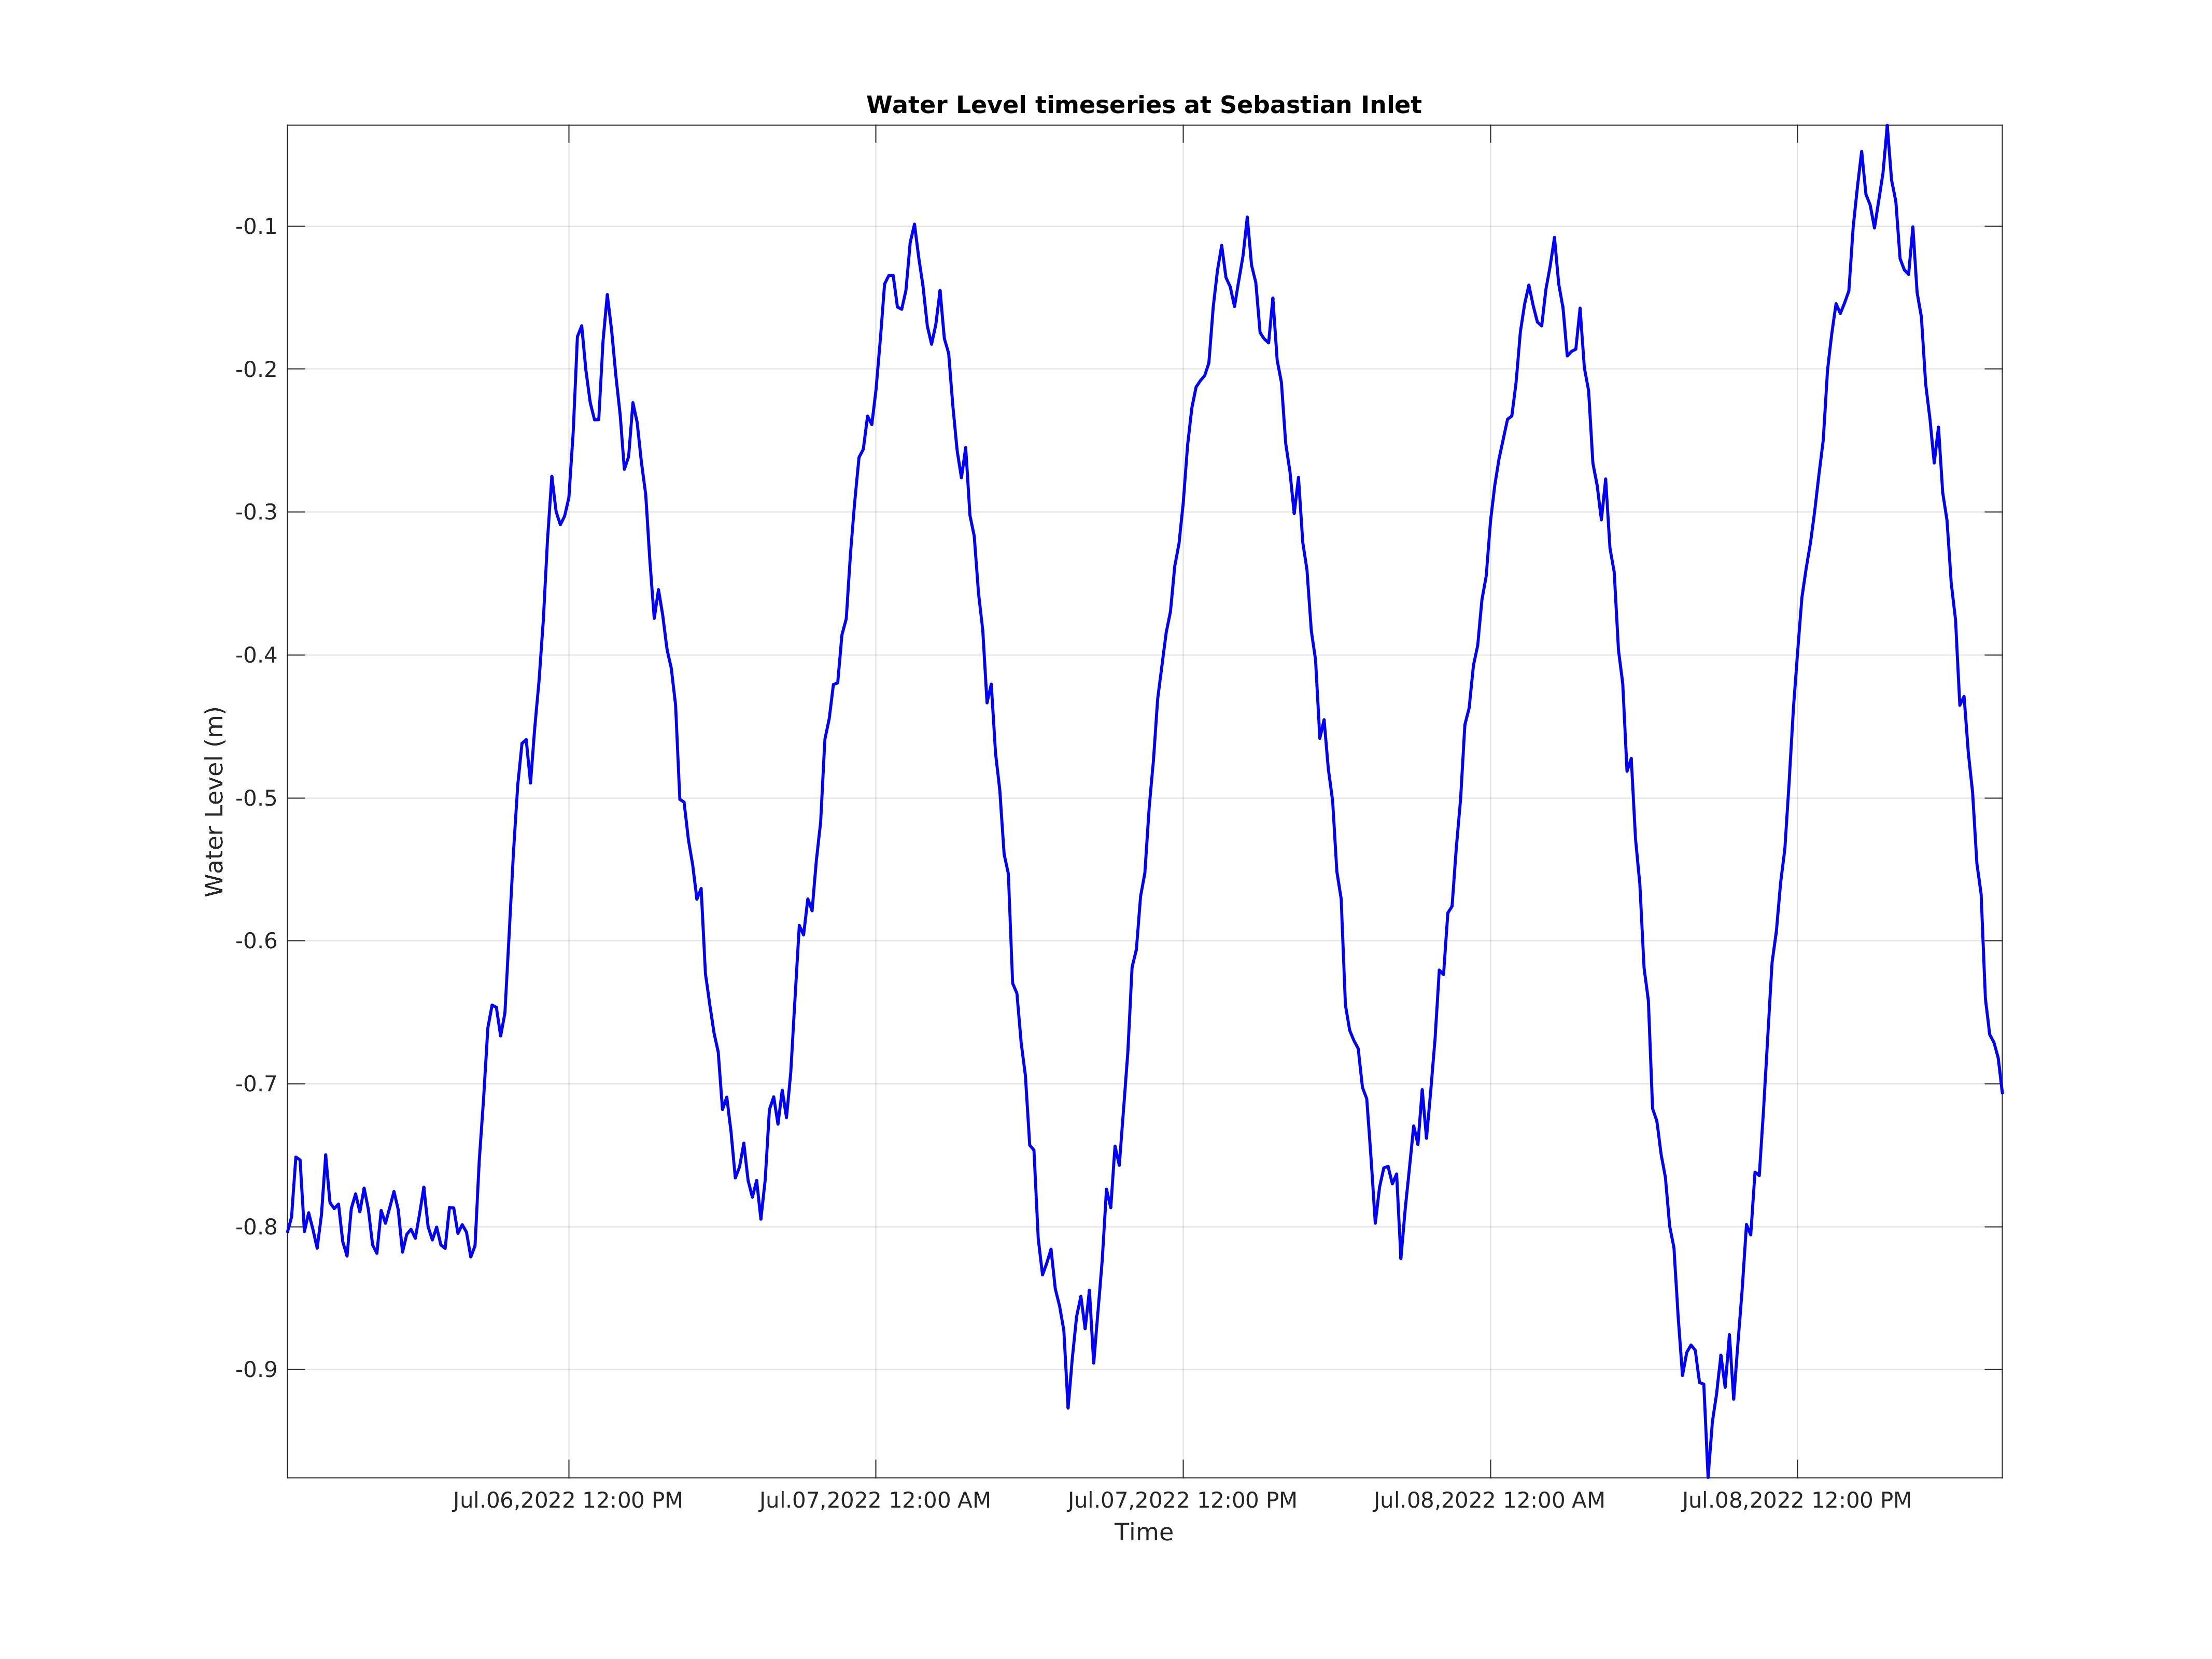 Water Level timeseries at Sebastian Inlet
-0.1
-0.2
-0.3
-0.4
-0.5
-0.6
-0.7
-0.8
-0.9
Water Level (m)
Jul.06,2022 12:00 PM
Jul.07,2022 12:00 AM
Jul.07,2022 12:00 PM
Jul.08,2022 12:00 AM
Jul.08,2022 12:00 PM
Time